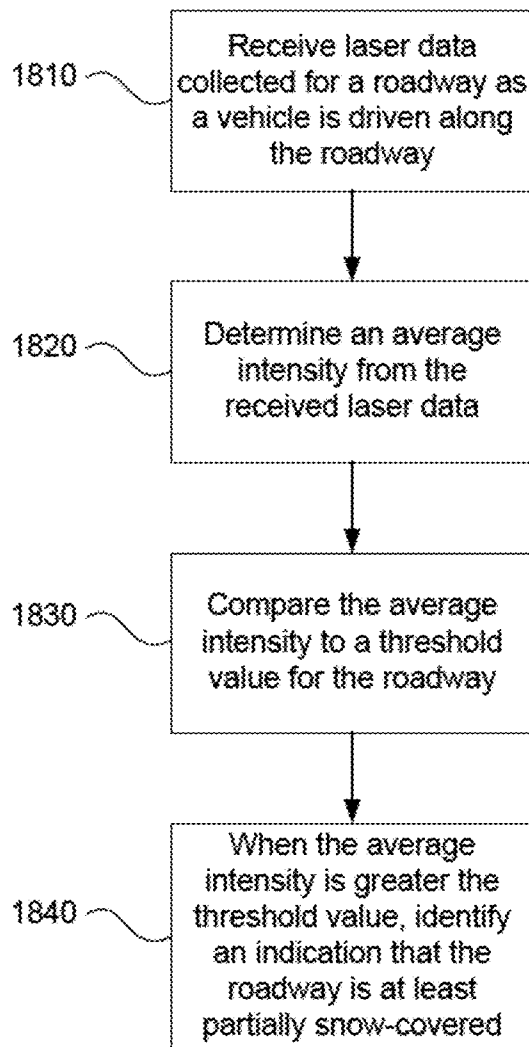 1810
Receive laser data
collected for a roadway as
a vehicle is driven along
the roadway
1820
Determine an average
intensity from the
received laser data
1830
Compare the average
intensity to a threshold
value for the roadway
1840
When the average
intensity is greater the
threshold value, identify
an indication that the
roadway is at least
partially snow-covered